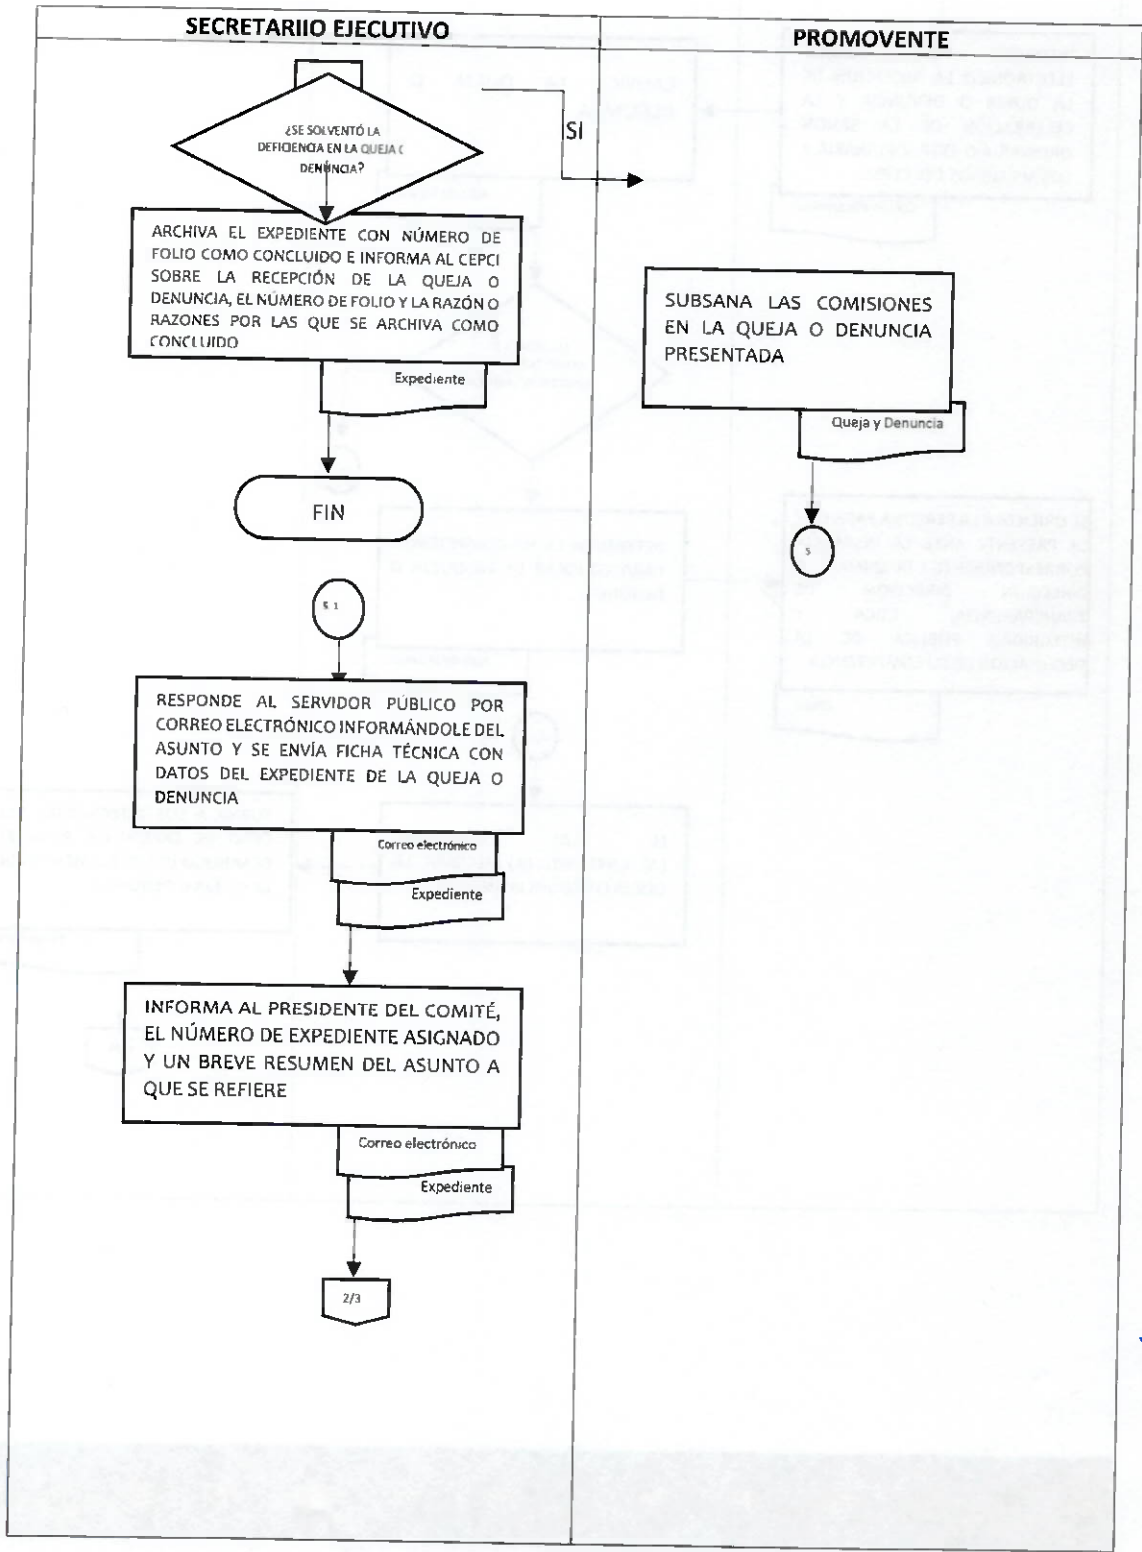 SECRETARIIO EJECUTIVO
PROMOVENTE
¿SE SOLVENTÓ LA
DEFICIENCIA EN LA QUEJA O
DENUNCIA?
SI
ARCHIVA EL EXPEDIENTE CON NÚMERO DE
FOLIO COMO CONCLUIDO E INFORMA AL CEPCI
SOBRE LA RECEPCIÓN DE LA QUEJA O
DENUNCIA, EL NÚMERO DE FOLIO Y LA RAZÓN O
RAZONES POR LAS QUE SE ARCHIVA COMO
CONCLUIDO
Expediente
SUBSANA LAS COMISIONES
EN LA QUEJA O DENUNCIA
PRESENTADA
Queja y Denuncia
FIN
5
5.1
RESPONDE AL SERVIDOR PÚBLICO POR
CORREO ELECTRÓNICO INFORMÁNDOLE DEL
ASUNTO Y SE ENVÍA FICHA TÉCNICA CON
DATOS DEL EXPEDIENTE DE LA QUEJA O
DENUNCIA
Correo electrónico
Expediente
INFORMA AL PRESIDENTE DEL COMITÉ,
EL NÚMERO DE EXPEDIENTE ASIGNADO
Y UN BREVE RESUMEN DEL ASUNTO A
QUE SE REFIERE
Correo electrónico
Expediente
2/3